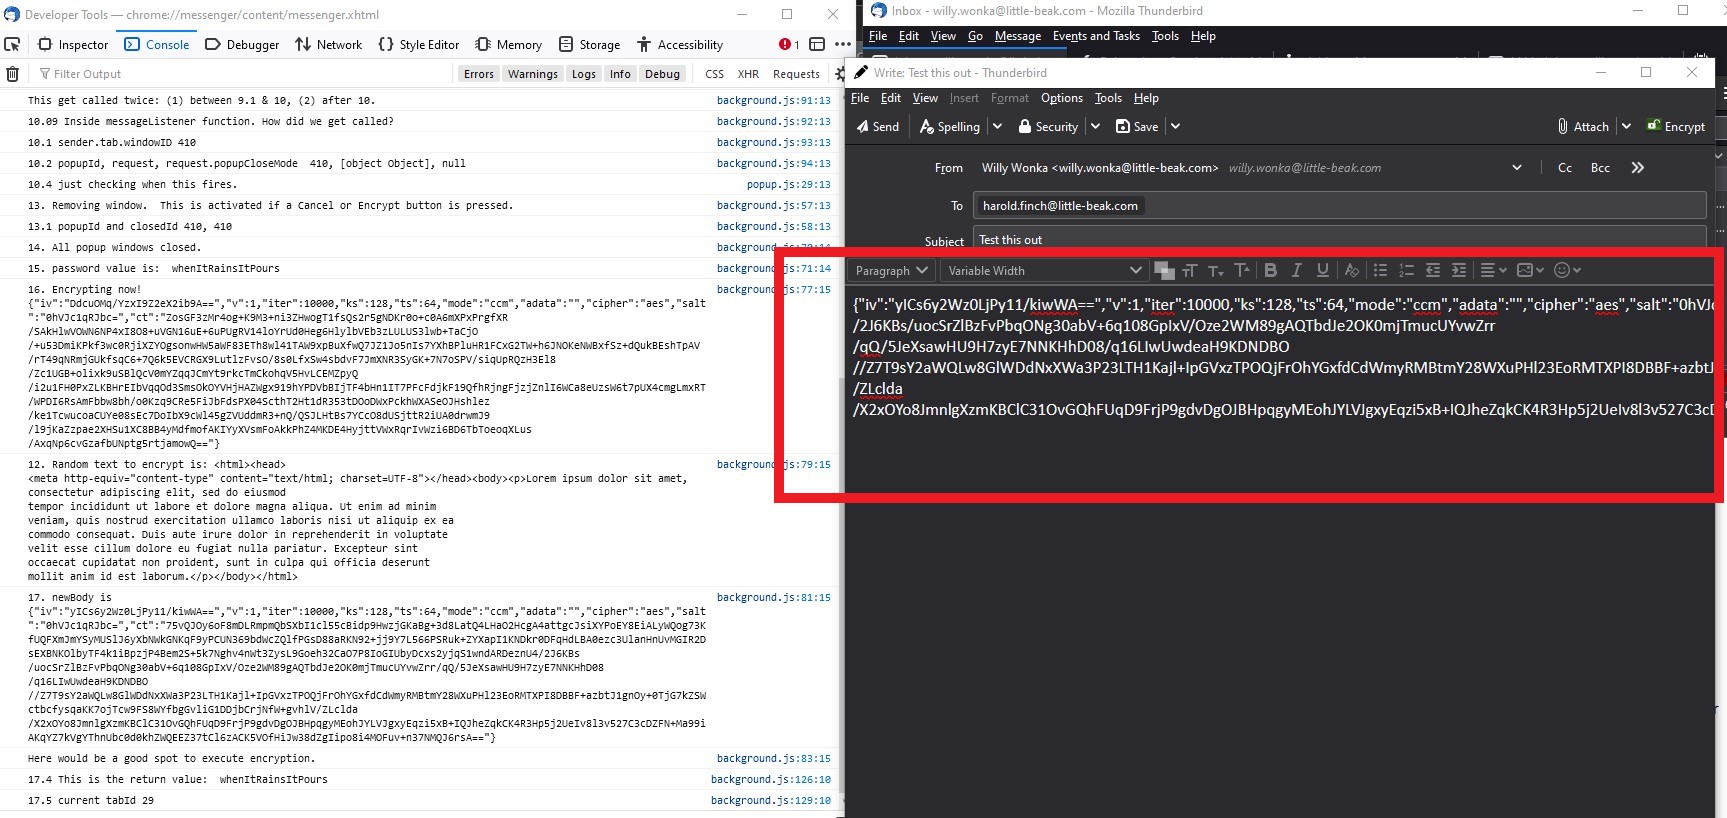 Developer Tools — chrome://messenger/content/messenger.xhtml
Inspector Console Debugger Network Style Editor Memory Storage Accessibility 1
Filter Output Errors Warnings Logs Info Debug CSS XHR Requests
This get called twice: (1) between 9.1 & 10, (2) after 10. background.js:91:13
10.09 Inside messageListener function. How did we get called? background.js:92:13
10.1 sender.tab.windowID 410 background.js:93:13
10.2 popupId, request, request.popupCloseMode 410, [object Object], null background.js:94:13
10.4 just checking when this fires. popup.js:29:13
13. Removing window. This is activated if a Cancel or Encrypt button is pressed. background.js:57:13
13.1 popupId and closedId 410, 410 background.js:58:13
14. All popup windows closed.
15. password value is: whenItRainsItPours background.js:71:14
16. Encrypting now! background.js:77:15
{"iv":"DdcuOMq/YzxI9Z2eX2ib9A==","v":1,"iter":10000,"ks":128,"ts":64,"mode":"ccm","adata":"","cipher":"aes","salt
":"0hVJc1qRJbc=","ct":"ZosGF3zMr4og+K9M3+ni3ZHwogT1fsQs2r5gNDKr0o+c0A6mXPxPrgfXR
/SAkHlwVOWN6NP4xI8O8+uVGN16uE+6uPUgRV14loYrUd0Heg6HlylbVEb3zLULUS3lwb+TaCjO
/+u53DmiKPkf3wc0RjiXZYOgsonwHW5aWF83ETh8wl41TAW9xpBuXfwQ7JZ1Jo5nIs7YXhBPluHR1FCxG2TW+h6JNOKeNWBxfSz+dQukBEshTpAV
/rT49qNRmjGUkfsqC6+7Q6k5EVCRGX9LutlzFvsO/8s0LfxSW4sbdvF7JmXNR3SyGK+7N7oSPV/siqUpRQzH3El8
/Zc1UGB+olixk9uSBlQcV0mYZqqJCmYt9rkcTmCkohqV5HvLCEMZpyQ
/i2u1FH0PxZLKBHrEIbVqqOd3SmsOkOYVHjHAZWgx919hYPDVbBIjTF4bHn1IT7PFcFdjkF19QfhRjngFjzjZnlI6WCa8eUzsW6t7pUX4cmgLmxRT
/WPDI6RsAmFbbw8bh/o0Kzq9CRe5FiJbFdsPX04ScthT2Ht1dR353tDOoDWxPckhWXASeOJHshlez
/ke1TcwucoaCUYe08sEc7DoIbX9cWl45gZVUddmR3+nQ/QSJLHtBs7YCcO8dUSjttR2iUA0drwmJ9
/l9jKaZzpae2XHSu1XC8BB4yMdfmofAKIYyXVsmFoAkkPhZ4MKDE4HyjttVWxRqrIvWzi6BD6TbToeoqXLus
/AxqNp6cvGzafbUNptg5rtjamowQ=="}
12. Random text to encrypt is: <html><head> background.js:79:15
<meta http-equiv="content-type" content="text/html; charset=UTF-8"></head><body><p>Lorem ipsum dolor sit amet,
consectetur adipiscing elit, sed do eiusmod
tempor incididunt ut labore et dolore magna aliqua. Ut enim ad minim
veniam, quis nostrud exercitation ullamco laboris nisi ut aliquip ex ea
commodo consequat. Duis aute irure dolor in reprehenderit in voluptate
velit esse cillum dolore eu fugiat nulla pariatur. Excepteur sint
occaecat cupidatat non proident, sunt in culpa qui officia deserunt
mollit anim id est laborum.</p></body></html>
17. newBody is background.js:81:15
{"iv":"yICs6y2Wz0LjPy11/kiwWA==","v":1,"iter":10000,"ks":128,"ts":64,"mode":"ccm","adata":"","cipher":"aes","salt
":"0hVJc1qRJbc=","ct":"75vQJOy6oF8mDLRmpmQbSXbI1cl55cBidp9HwzjGKaBg+3d8LatQ4LHaO2HcgA4attgcJsiXYPoEY8EiALyWQog73K
fUQFXmJmYSyMUSlJ6yXbNWkGNKqF9yPCUN369bdWcZQlfPGsD88aRKN92+jj9Y7L566PSRuk+ZYXapI1KNDkr0DFqHdLBA0ezc3UlanHnUvMGIR2D
sEXBNKOlbyTF4k1iBpzjP4Bem2S+5k7Nghv4nWt3ZysL9Goeh32CaO7P8IoGIUbyDcxs2yjqS1wndARDeznU4/2J6KBs
/uocSrZlBzFvPbqONg30abV+6q108GpIxV/Oze2WM89gAQTbdJe2OK0mjTmucUYvwZrr/qQ/5JeXsawHU9H7zyE7NNKHhD08
/q16LIwUwdeaH9KDNDBO
//Z7T9sY2aWQLw8GlWDdNxXWa3P23LTH1Kajl+IpGVxzTPOQjFrOhYGxfdCdWmyRMBtmY28WXuPHl23EoRMTXPI8DBBF+azbtJ1gnOy+0TjG7kZSW
ctbcfysqaKK7ojTcw9FS8WYfbgGvliG1DDjbCrjNfW+gvhlV/ZLclda
/X2xOYo8JmnlgXzmKBClC31OvGQhFUqD9FrjP9gdvDgOJBHpqgyMEohJYLVJgxyEqzi5xB+IQJheZqkCK4R3Hp5j2UeIv8l3v527C3cDZFN+Ma99i
AKqYZ7kVgYThnUbc0d0khZWQEEZ37tCl6zACK5VOfHiJw38dZgIipo8i4MOFuv+n37NMQJ6rsA=="}
Here would be a good spot to execute encryption. background.js:83:15
17.4 This is the return value: whenItRainsItPours background.js:126:10
17.5 current tabId 29 background.js:129:10
Inbox - willy.wonka@little-beak.com - Mozilla Thunderbird
File Edit View Go Message Events and Tasks Tools Help
Write: Test this out - Thunderbird
File Edit View Insert Format Options Tools Help
Send Spelling Security Save Attach Encrypt
From Willy Wonka <willy.wonka@little-beak.com> willy.wonka@little-beak.com Cc Bcc
To harold.finch@little-beak.com
Subject Test this out
Paragraph Variable Width
{"iv":"yICs6y2Wz0LjPy11/kiwWA==","v":1,"iter":10000,"ks":128,"ts":64,"mode":"ccm","adata":"","cipher":"aes","salt":"0hVJc
/2J6KBs/uocSrZlBzFvPbqONg30abV+6q108GpIxV/Oze2WM89gAQTbdJe2OK0mjTmucUYvwZrr
/qQ/5JeXsawHU9H7zyE7NNKHhD08/q16LIwUwdeaH9KDNDBO
//Z7T9sY2aWQLw8GlWDdNxXWa3P23LTH1Kajl+IpGVxzTPOQjFrOhYGxfdCdWmyRMBtmY28WXuPHl23EoRMTXPI8DBBF+azbtJ
/ZLclda
/X2xOYo8JmnlgXzmKBClC31OvGQhFUqD9FrjP9gdvDgOJBHpqgyMEohJYLVJgxyEqzi5xB+IQJheZqkCK4R3Hp5j2UeIv8l3v527C3cD